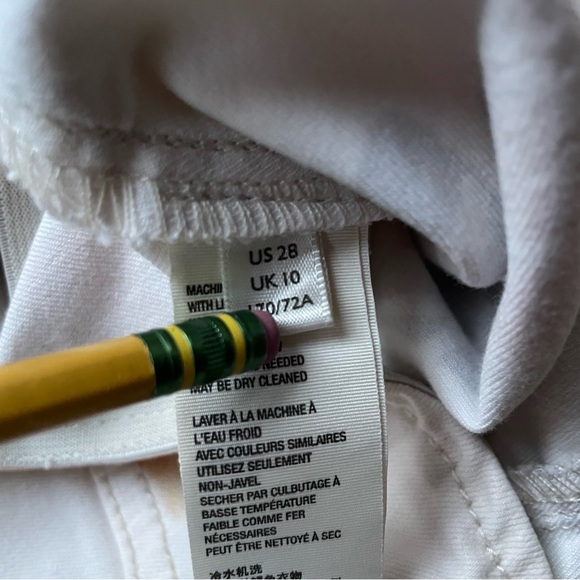 US 28
UK 10
70/72A
MACHI
WITH LI
NEEDED
MAY BE DRY CLEANED
LAVER À LA MACHINE À
L'EAU FROID
AVEC COULEURS SIMILAIRES
UTILISEZ SEULEMENT
NON-JAVEL
SECHER PAR CULBUTAGE À
BASSE TEMPÉRATURE
FAIBLE COMME FER
NÉCESSAIRES
PEUT ÊTRE NETTOYÉ À SEC
冷水机洗